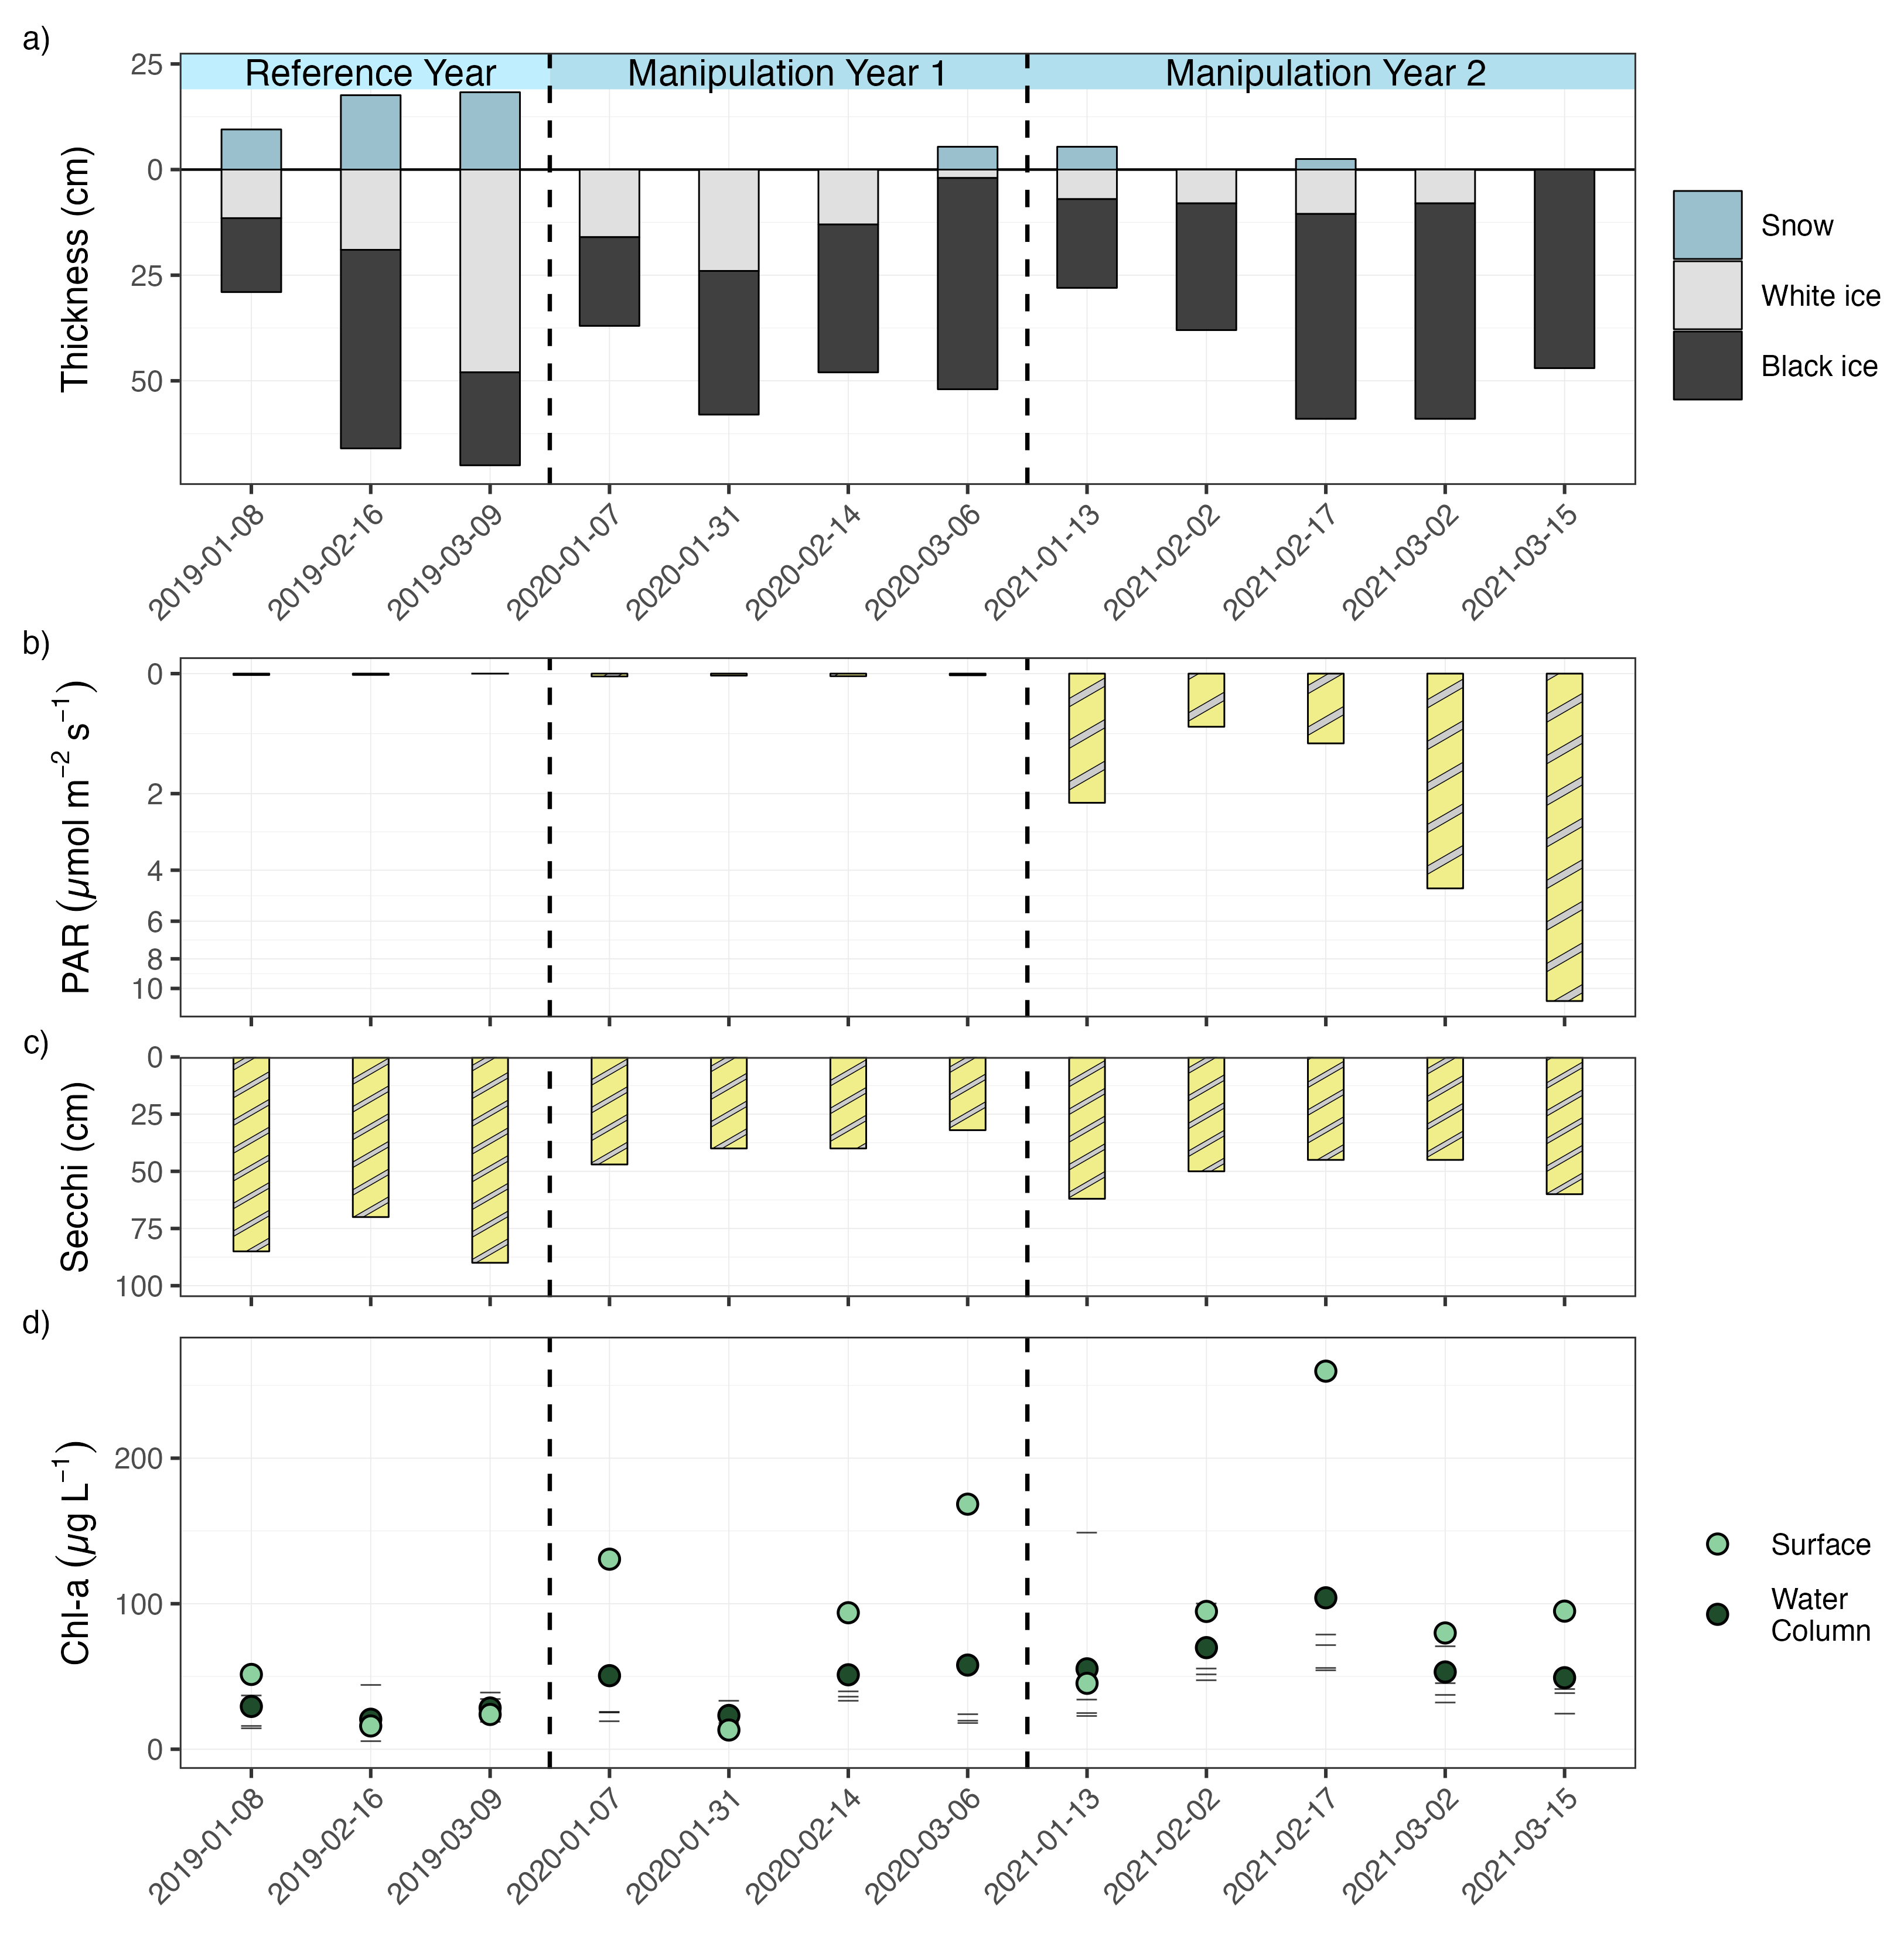 a)
Reference Year
Manipulation Year 1
Manipulation Year 2
25
0
25
50
Thickness (cm)
Snow
White ice
Black ice
2019-01-08
2019-02-16
2019-03-09
2020-01-07
2020-01-31
2020-02-14
2020-03-06
2021-01-13
2021-02-02
2021-02-17
2021-03-02
2021-03-15
b)
0
2
4
6
8
10
PAR (µmol m⁻² s⁻¹)
c)
0
25
50
75
100
Secchi (cm)
d)
200
100
0
Chl-a (µg L⁻¹)
Surface
Water
Column
2019-01-08
2019-02-16
2019-03-09
2020-01-07
2020-01-31
2020-02-14
2020-03-06
2021-01-13
2021-02-02
2021-02-17
2021-03-02
2021-03-15